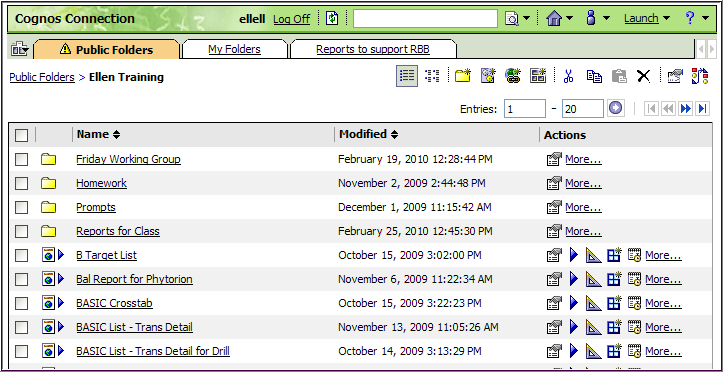 Cognos Connection ellell Log Off Launch ?
Public Folders My Folders Reports to support RBB
Public Folders > Ellen Training
Entries: 1 - 20
Name Modified Actions
Friday Working Group February 19, 2010 12:28:44 PM More...
Homework November 2, 2009 2:44:48 PM More...
Prompts December 1, 2009 11:15:42 AM More...
Reports for Class February 25, 2010 12:45:30 PM More...
B Target List October 15, 2009 3:02:00 PM More...
Bal Report for Phytorion November 6, 2009 11:22:34 AM More...
BASIC Crosstab October 15, 2009 3:22:23 PM More...
BASIC List - Trans Detail November 13, 2009 11:05:26 AM More...
BASIC List - Trans Detail for Drill October 14, 2009 3:13:29 PM More...